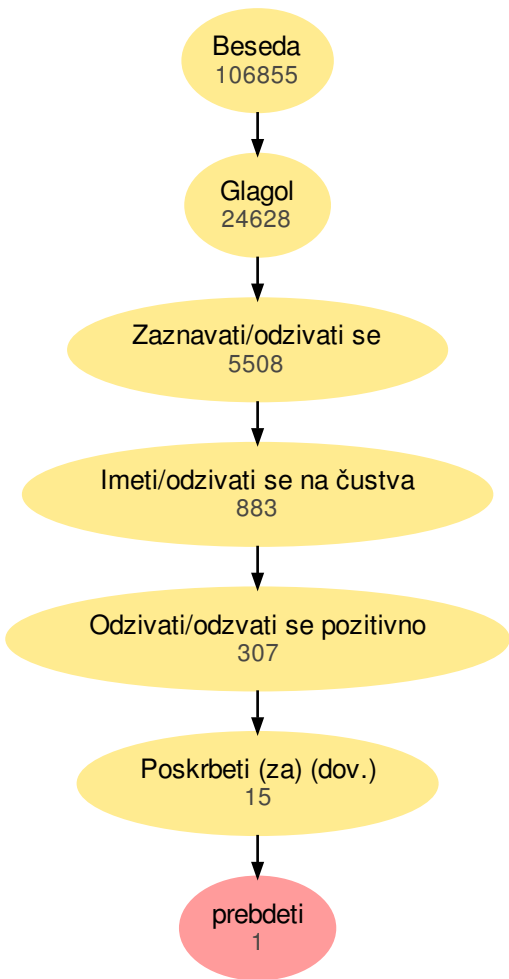 Beseda
106855
Glagol
24628
Zaznavati/odzivati se
5508
Imeti/odzivati se na čustva
883
Odzivati/odzvati se pozitivno
307
Poskrbeti (za) (dov.)
15
prebdeti
1